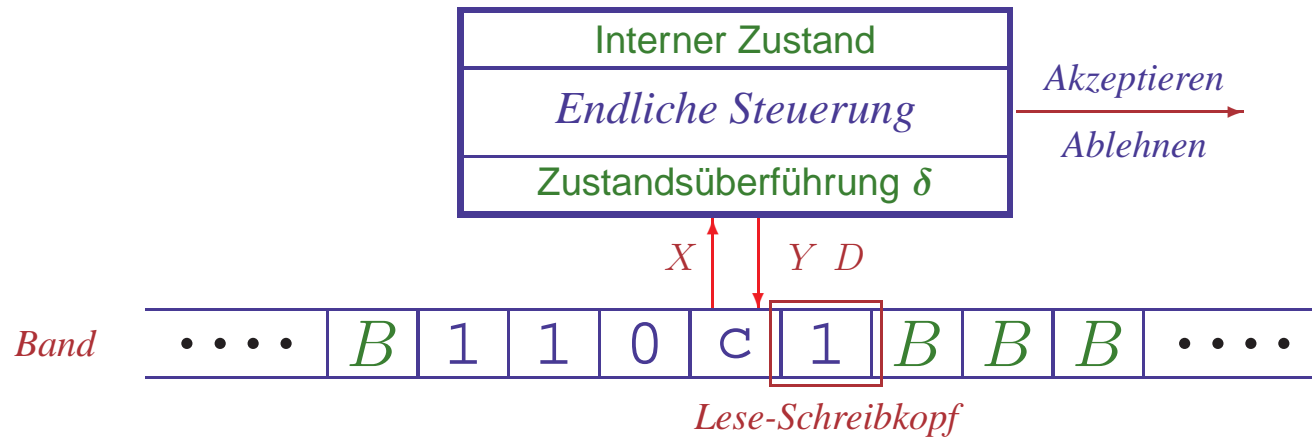 Interner Zustand
Endliche Steuerung
Zustandsüberführung δ
Akzeptieren
Ablehnen
X Y D
Band •••• B 1 1 0 c 1 B B B ••••
Lese-Schreibkopf